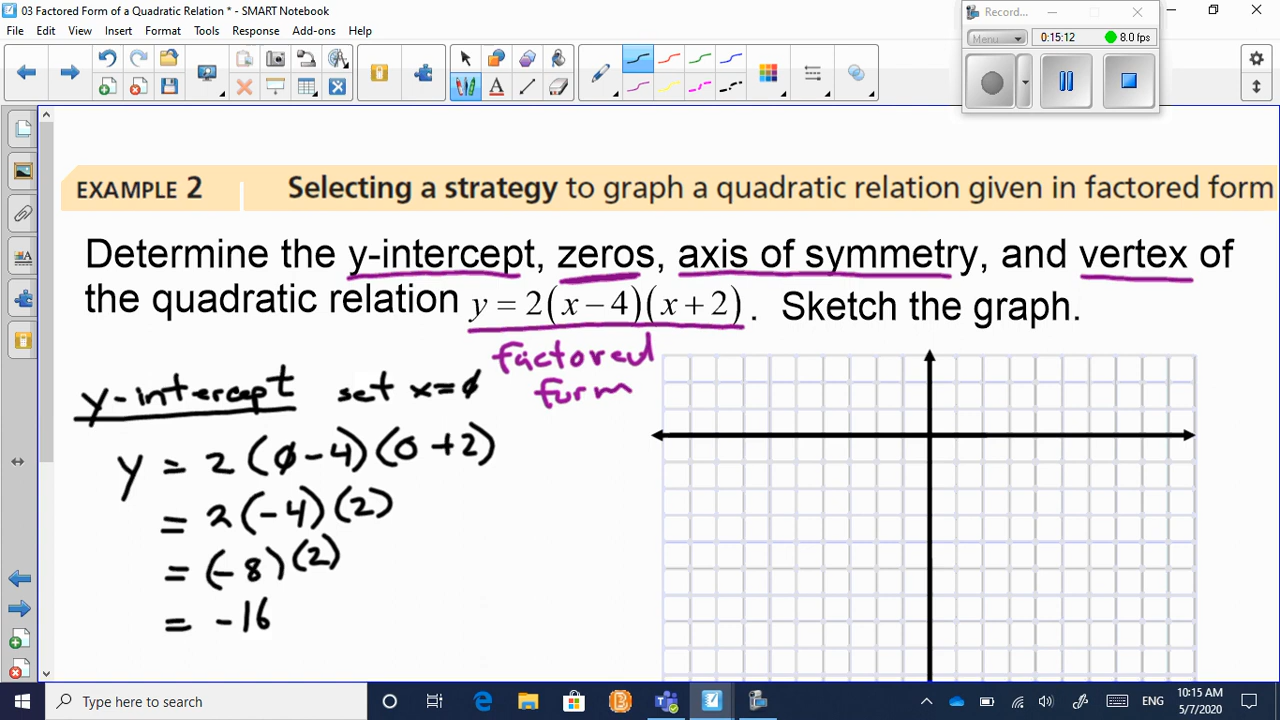 03 Factored Form of a Quadratic Relation * - SMART Notebook
Record...
File Edit View Insert Format Tools Response Add-ons Help
Menu 0:15:12 8.0 fps
EXAMPLE 2 Selecting a strategy to graph a quadratic relation given in factored form
Determine the y-intercept, zeros, axis of symmetry, and vertex of
the quadratic relation y = 2(x − 4)(x + 2). Sketch the graph.
factored
form
y-intercept set x=0
y = 2(0-4)(0+2)
= 2(-4)(2)
= (-8)(2)
= -16
Type here to search
ENG
10:15 AM
5/7/2020